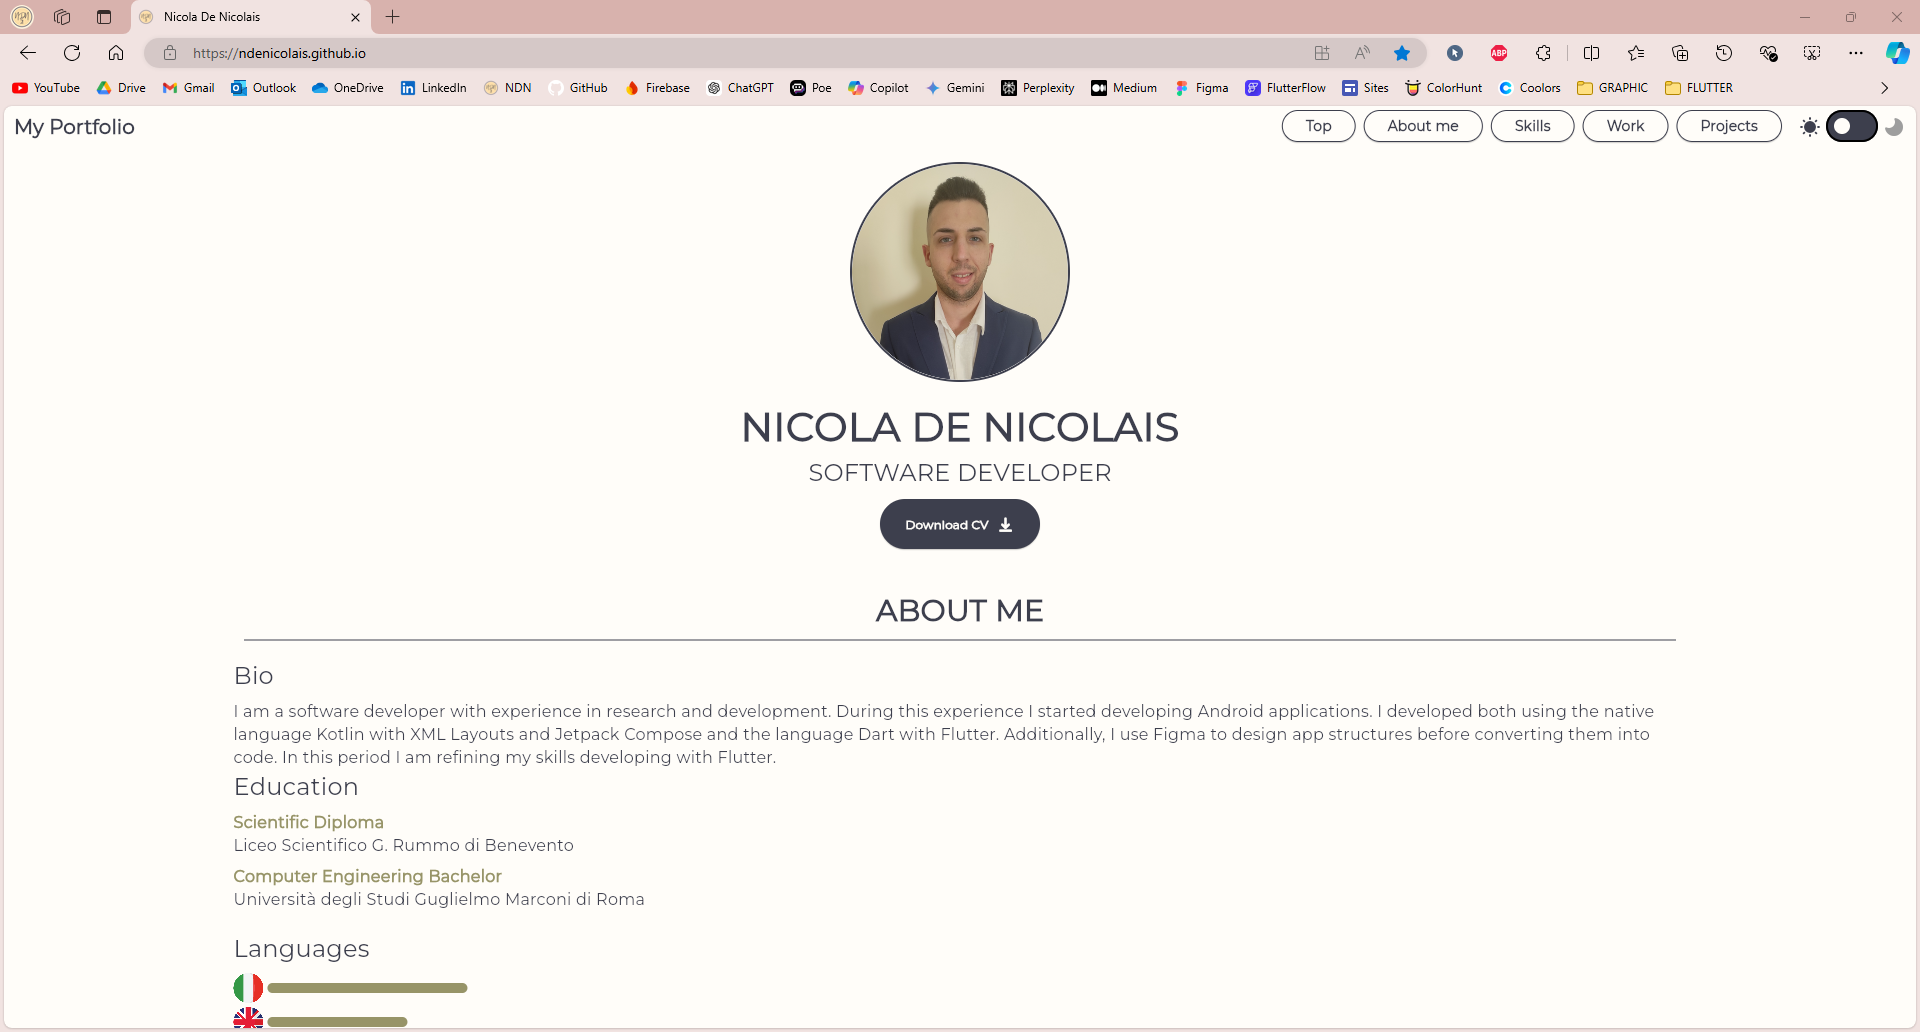 Nicola De Nicolais
https://ndenicolais.github.io
ABP
YouTube Drive Gmail Outlook OneDrive LinkedIn NDN GitHub Firebase ChatGPT Poe Copilot Gemini Perplexity Medium Figma FlutterFlow Sites ColorHunt Coolors GRAPHIC FLUTTER
My Portfolio Top About me Skills Work Projects
NICOLA DE NICOLAIS
SOFTWARE DEVELOPER
Download CV
ABOUT ME
Bio
I am a software developer with experience in research and development. During this experience I started developing Android applications. I developed both using the native
language Kotlin with XML Layouts and Jetpack Compose and the language Dart with Flutter. Additionally, I use Figma to design app structures before converting them into
code. In this period I am refining my skills developing with Flutter.
Education
Scientific Diploma
Liceo Scientifico G. Rummo di Benevento
Computer Engineering Bachelor
Università degli Studi Guglielmo Marconi di Roma
Languages